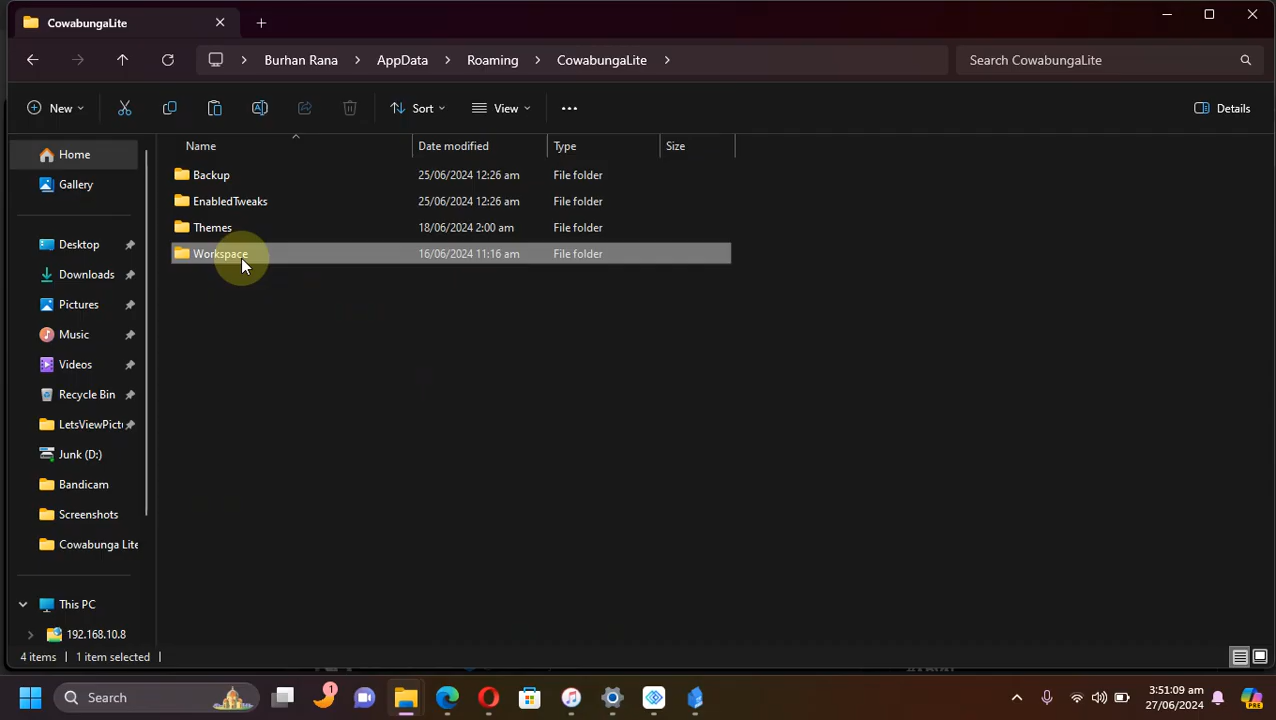 CowabungaLite
Burhan Rana > AppData > Roaming > CowabungaLite >
Search CowabungaLite
New
Sort
View
Details
Name Date modified Type Size
Backup 25/06/2024 12:26 am File folder
EnabledTweaks 25/06/2024 12:26 am File folder
Themes 18/06/2024 2:00 am File folder
Workspace 16/06/2024 11:16 am File folder
Home
Gallery
Desktop
Downloads
Pictures
Music
Videos
Recycle Bin
LetsViewPictu
Junk (D:)
Bandicam
Screenshots
Cowabunga Lite
This PC
192.168.10.8
4 items 1 item selected
Search
1
3:51:09 am
27/06/2024
PRE